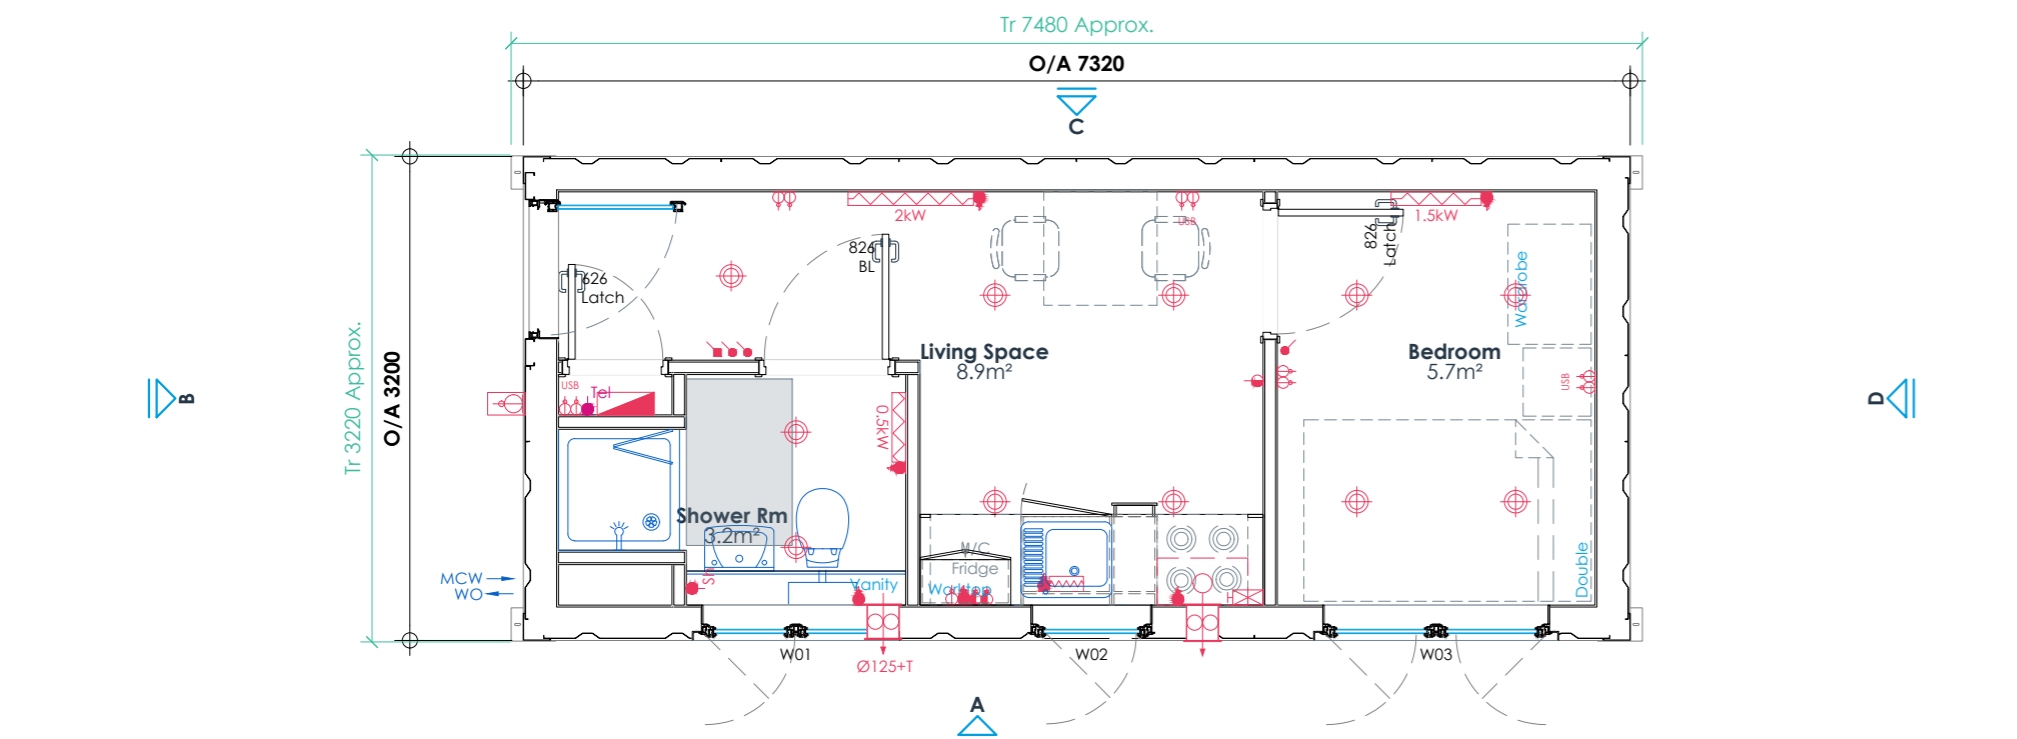 Tr 7480 Approx.
O/A 7320
C
Tr 3220 Approx.
O/A 3200
B
D
2kW
USB
1.5kW
826
BL
826
Latch
626
Latch
Wardrobe
Living Space
8.9m²
Bedroom
5.7m²
USB
Tel
USB
0.5kW
Shower Rm
3.2m²
M/C
Fridge
Worktop
Vanity
Sh
Double
MCW
WO
W01
W02
W03
Ø125+T
A